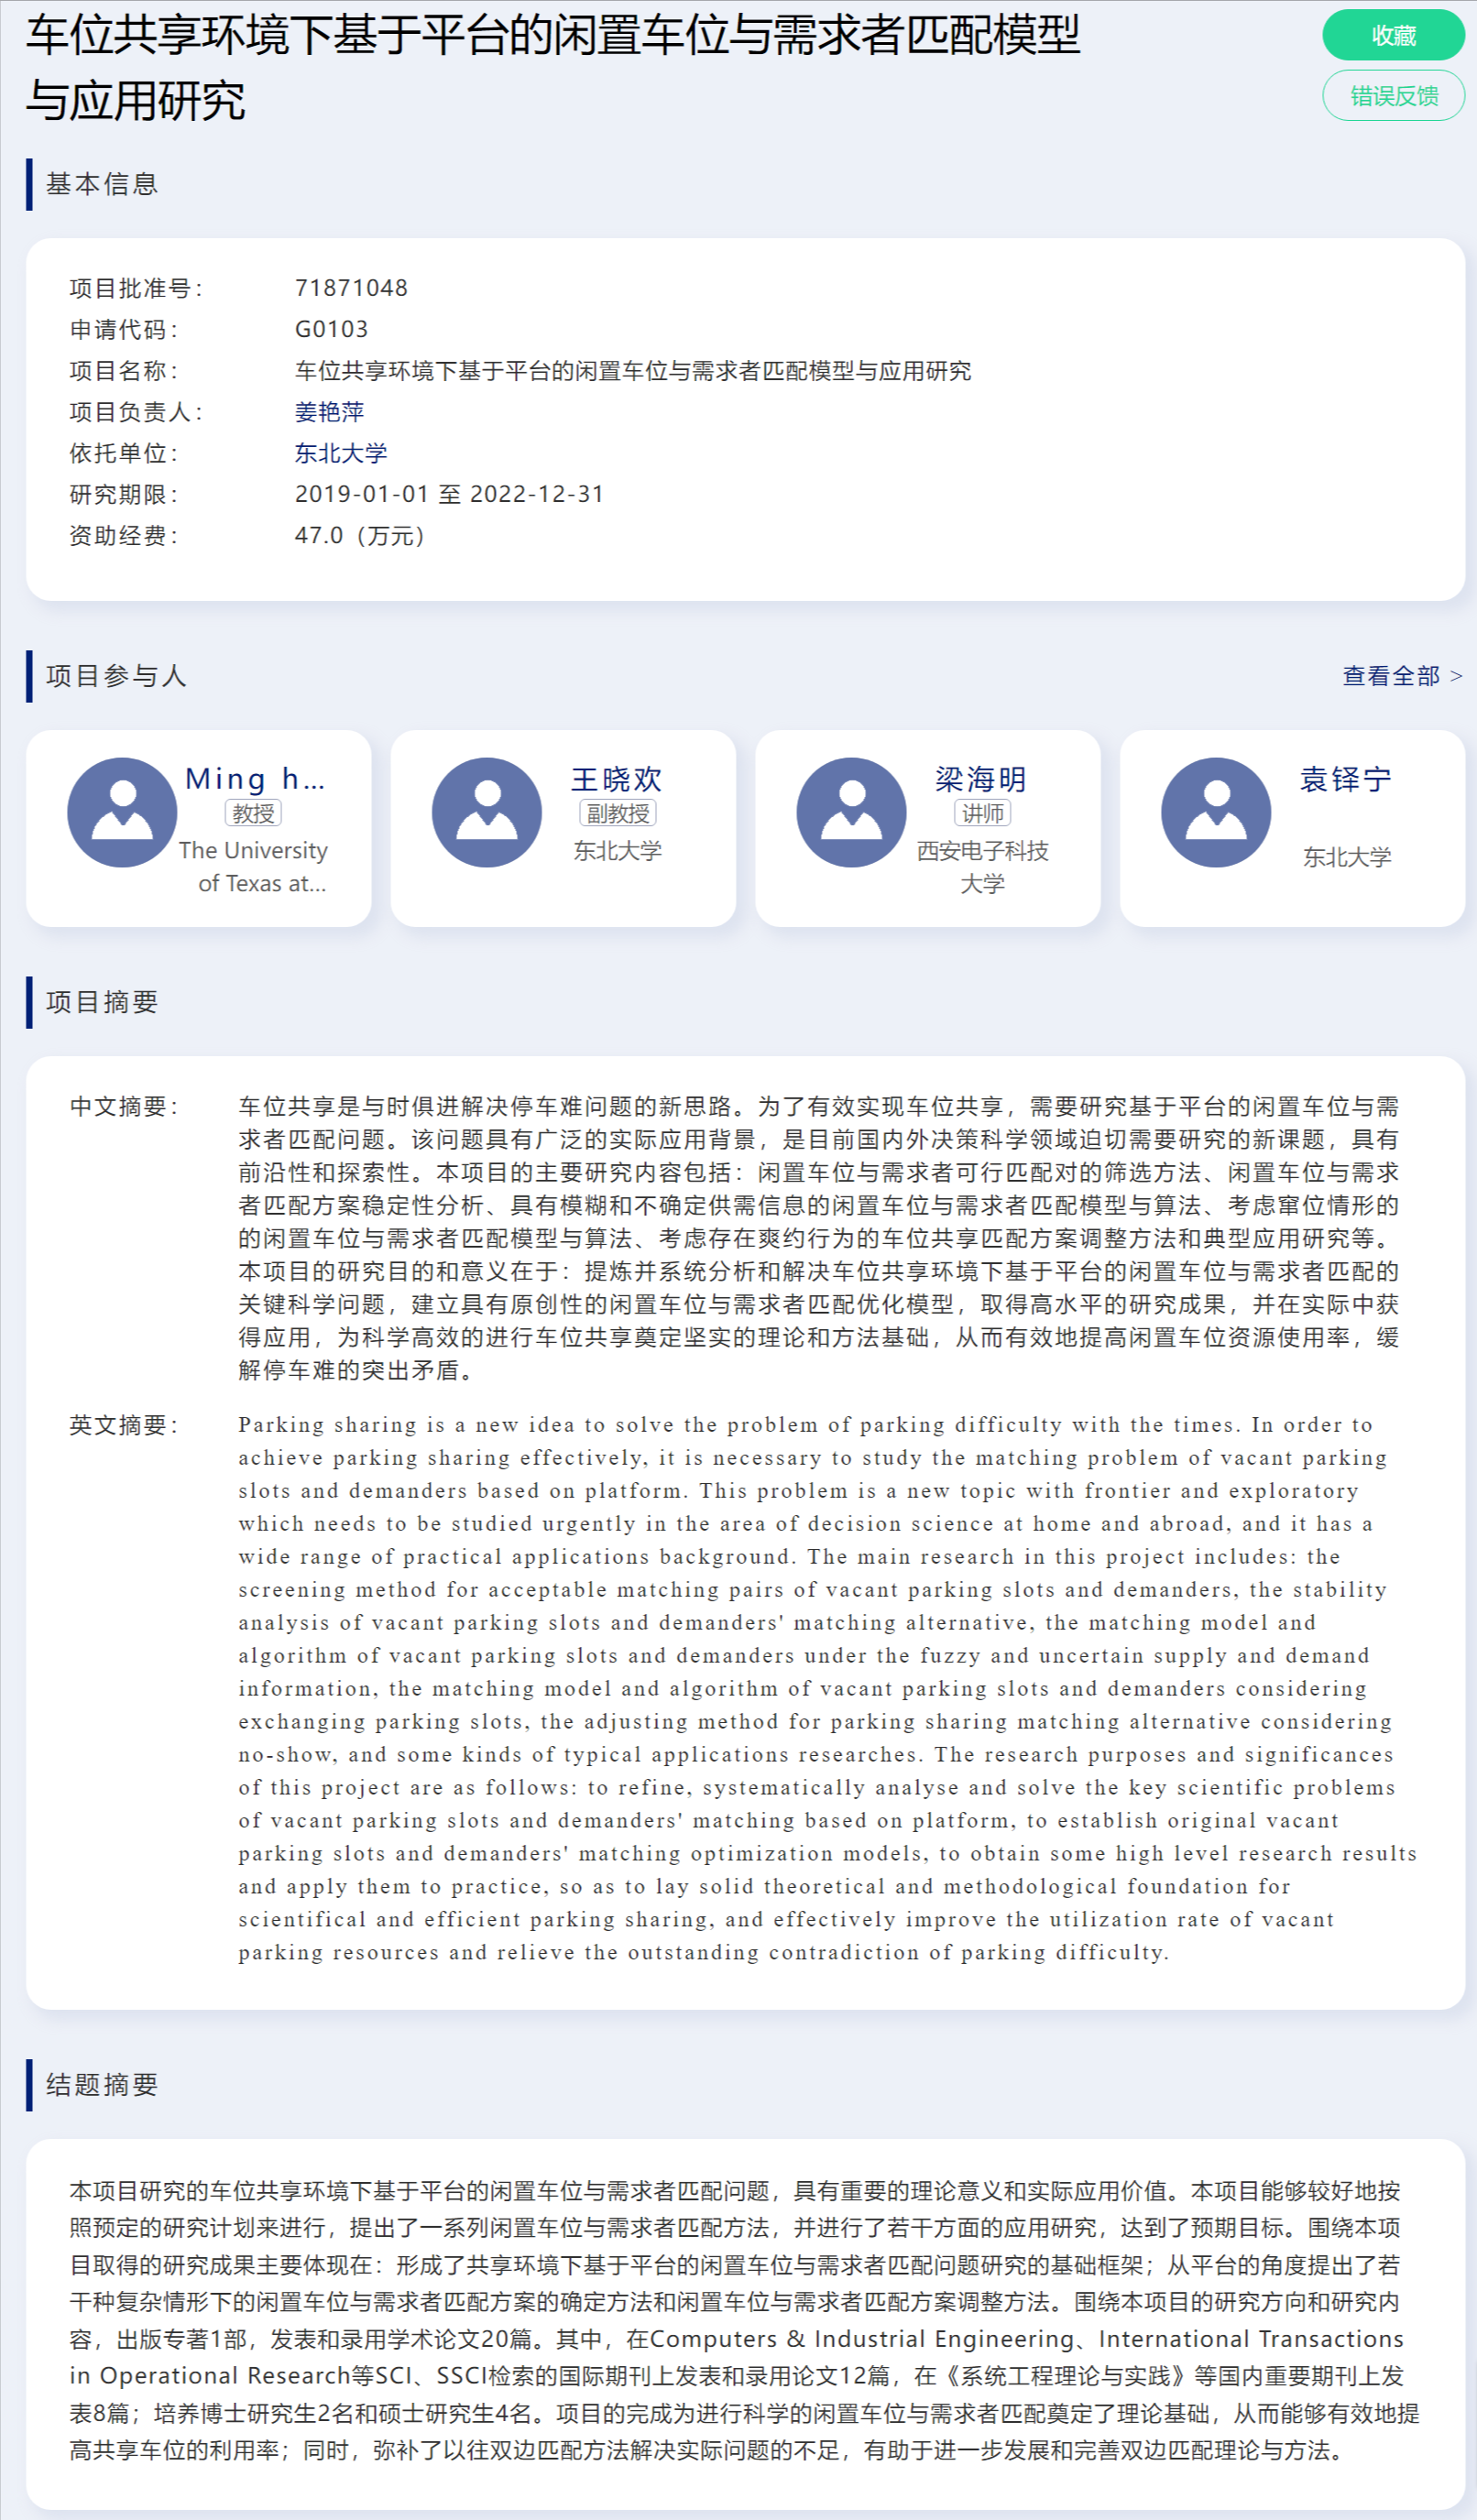 车位共享环境下基于平台的闲置车位与需求者匹配模型
与应用研究
收藏
错误反馈
基本信息
项目批准号： 71871048
申请代码： G0103
项目名称： 车位共享环境下基于平台的闲置车位与需求者匹配模型与应用研究
项目负责人： 姜艳萍
依托单位： 东北大学
研究期限： 2019-01-01 至 2022-12-31
资助经费： 47.0（万元）
项目参与人
查看全部 >
Ming h...
教授
The University
of Texas at...
王晓欢
副教授
东北大学
梁海明
讲师
西安电子科技
大学
袁铎宁
东北大学
项目摘要
中文摘要： 车位共享是与时俱进解决停车难问题的新思路。为了有效实现车位共享，需要研究基于平台的闲置车位与需
求者匹配问题。该问题具有广泛的实际应用背景，是目前国内外决策科学领域迫切需要研究的新课题，具有
前沿性和探索性。本项目的主要研究内容包括：闲置车位与需求者可行匹配对的筛选方法、闲置车位与需求
者匹配方案稳定性分析、具有模糊和不确定供需信息的闲置车位与需求者匹配模型与算法、考虑窜位情形的
的闲置车位与需求者匹配模型与算法、考虑存在爽约行为的车位共享匹配方案调整方法和典型应用研究等。
本项目的研究目的和意义在于：提炼并系统分析和解决车位共享环境下基于平台的闲置车位与需求者匹配的
关键科学问题，建立具有原创性的闲置车位与需求者匹配优化模型，取得高水平的研究成果，并在实际中获
得应用，为科学高效的进行车位共享奠定坚实的理论和方法基础，从而有效地提高闲置车位资源使用率，缓
解停车难的突出矛盾。
英文摘要： Parking sharing is a new idea to solve the problem of parking difficulty with the times. In order to
achieve parking sharing effectively, it is necessary to study the matching problem of vacant parking
slots and demanders based on platform. This problem is a new topic with frontier and exploratory
which needs to be studied urgently in the area of decision science at home and abroad, and it has a
wide range of practical applications background. The main research in this project includes: the
screening method for acceptable matching pairs of vacant parking slots and demanders, the stability
analysis of vacant parking slots and demanders' matching alternative, the matching model and
algorithm of vacant parking slots and demanders under the fuzzy and uncertain supply and demand
information, the matching model and algorithm of vacant parking slots and demanders considering
exchanging parking slots, the adjusting method for parking sharing matching alternative considering
no-show, and some kinds of typical applications researches. The research purposes and significances
of this project are as follows: to refine, systematically analyse and solve the key scientific problems
of vacant parking slots and demanders' matching based on platform, to establish original vacant
parking slots and demanders' matching optimization models, to obtain some high level research results
and apply them to practice, so as to lay solid theoretical and methodological foundation for
scientifical and efficient parking sharing, and effectively improve the utilization rate of vacant
parking resources and relieve the outstanding contradiction of parking difficulty.
结题摘要
本项目研究的车位共享环境下基于平台的闲置车位与需求者匹配问题，具有重要的理论意义和实际应用价值。本项目能够较好地按
照预定的研究计划来进行，提出了一系列闲置车位与需求者匹配方法，并进行了若干方面的应用研究，达到了预期目标。围绕本项
目取得的研究成果主要体现在：形成了共享环境下基于平台的闲置车位与需求者匹配问题研究的基础框架；从平台的角度提出了若
干种复杂情形下的闲置车位与需求者匹配方案的确定方法和闲置车位与需求者匹配方案调整方法。围绕本项目的研究方向和研究内
容，出版专著1部，发表和录用学术论文20篇。其中，在Computers & Industrial Engineering、International Transactions
in Operational Research等SCI、SSCI检索的国际期刊上发表和录用论文12篇，在《系统工程理论与实践》等国内重要期刊上发
表8篇；培养博士研究生2名和硕士研究生4名。项目的完成为进行科学的闲置车位与需求者匹配奠定了理论基础，从而能够有效地提
高共享车位的利用率；同时，弥补了以往双边匹配方法解决实际问题的不足，有助于进一步发展和完善双边匹配理论与方法。